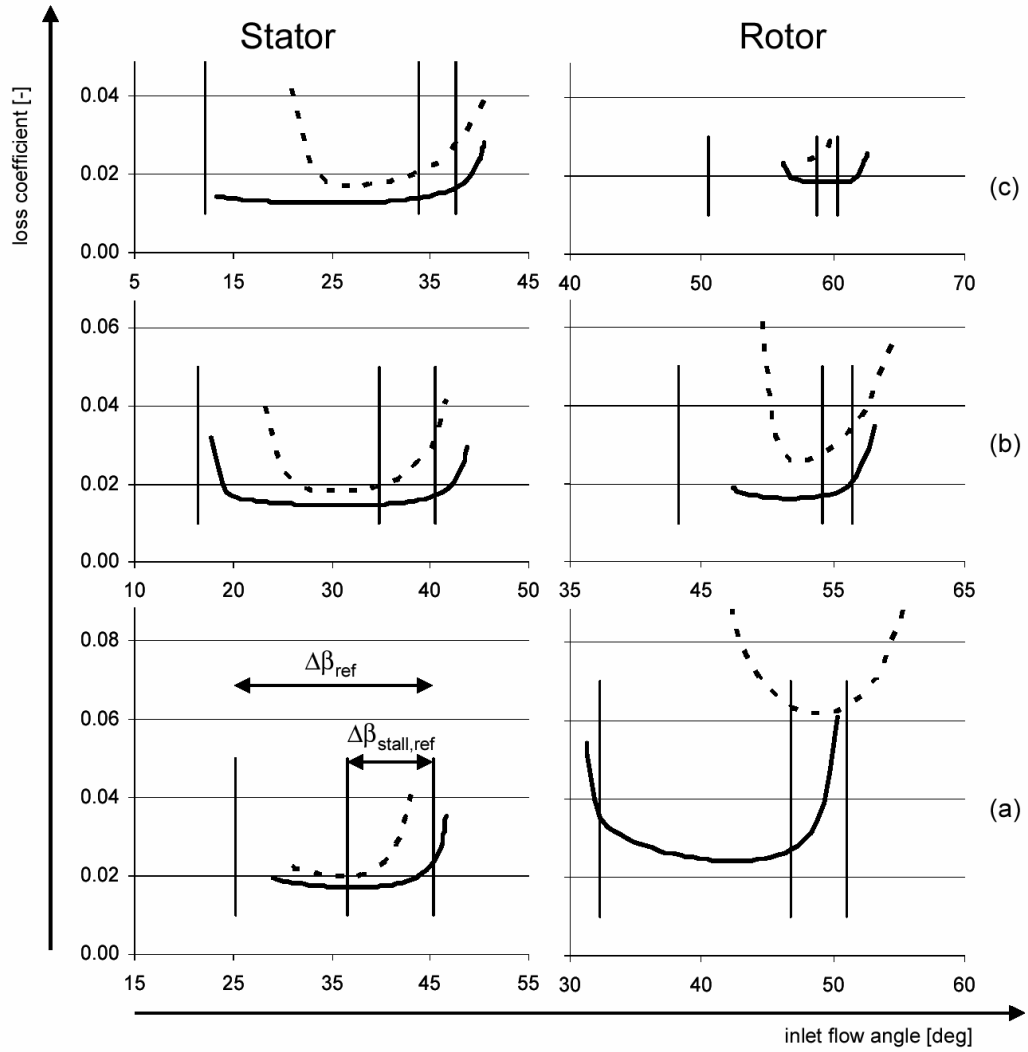 Stator
Rotor
loss coefficient [-]
0.04
0.02
0.00
5 15 25 35 45
40 50 60 70
(c)
0.06
0.04
0.02
0.00
10 20 30 40 50
35 45 55 65
(b)
0.08
0.06
0.04
0.02
0.00
Δβref
Δβstall,ref
15 25 35 45 55
30 40 50 60
(a)
inlet flow angle [deg]